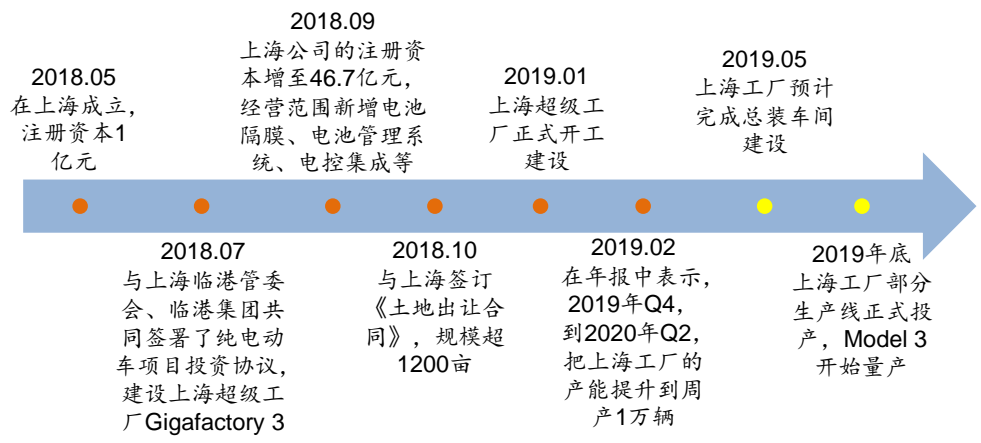 2018.05
在上海成立，
注册资本1
亿元
2018.07
与上海临港管委
会、临港集团共
同签署了纯电动
车项目投资协议，
建设上海超级工
厂Gigafactory 3
2018.09
上海公司的注册资
本增至46.7亿元，
经营范围新增电池
隔膜、电池管理系
统、电控集成等
2018.10
与上海签订
《土地出让合
同》，规模超
1200亩
2019.01
上海超级工
厂正式开工
建设
2019.02
在年报中表示，
2019年Q4，
到2020年Q2，
把上海工厂的
产能提升到周
产1万辆
2019.05
上海工厂预计
完成总装车间
建设
2019年底
上海工厂部分
生产线正式投
产，Model 3
开始量产